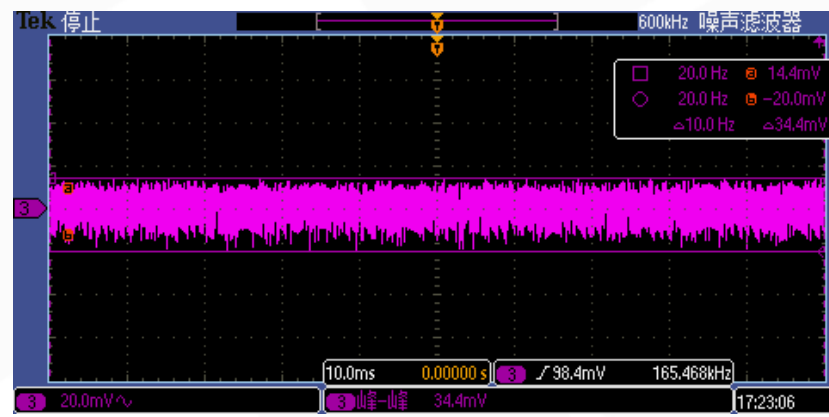 Tek 停止 600kHz 噪声滤波器
20.0 Hz a 14.4mV
20.0 Hz b -20.0mV
△10.0 Hz △34.4mV
a
3
b
10.0ms 0.00000 s 3 98.4mV 165.468kHz
3 20.0mV 3 峰-峰 34.4mV 17:23:06